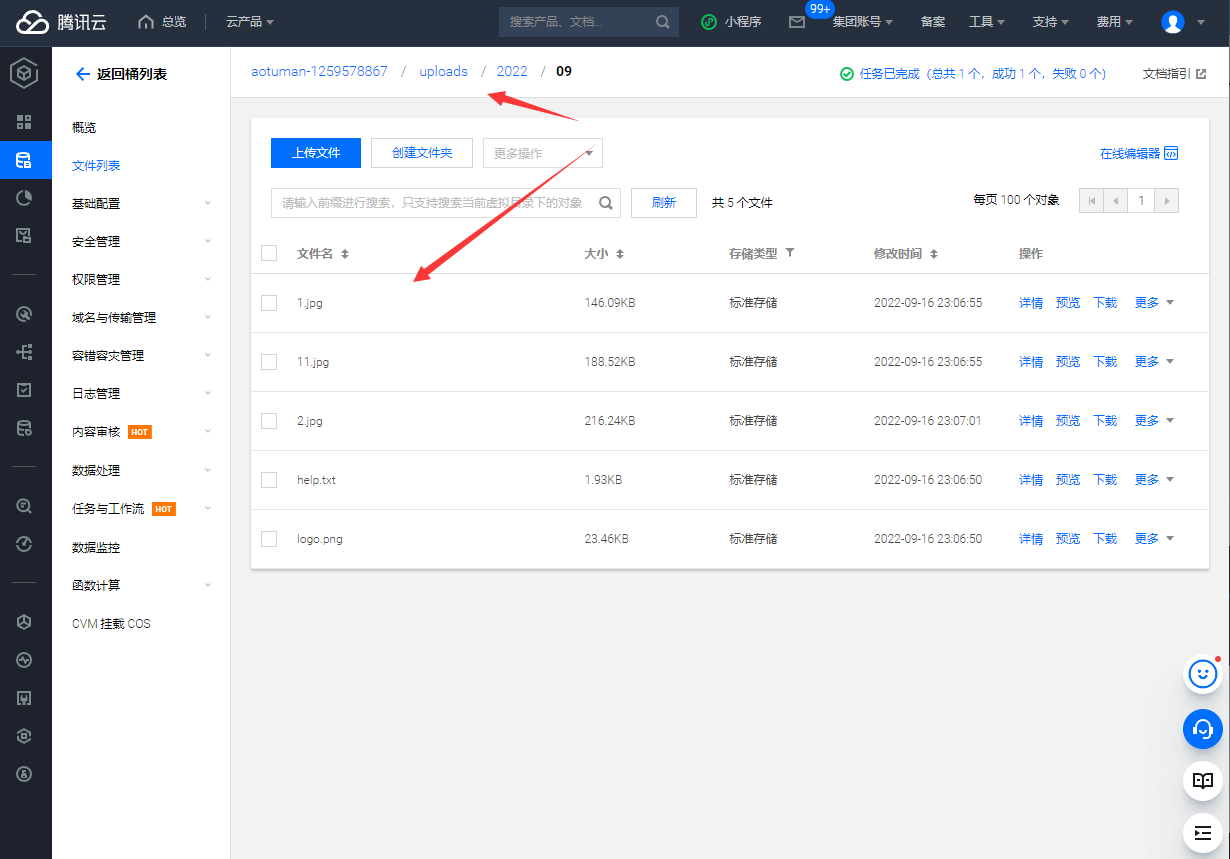 腾讯云 总览 云产品 搜索产品、文档... 小程序 99+ 集团账号 备案 工具 支持 费用
返回桶列表
aotuman-1259578867 / uploads / 2022 / 09 任务已完成（总共 1 个，成功 1 个，失败 0 个） 文档指引
概览
文件列表
基础配置
安全管理
权限管理
域名与传输管理
容错容灾管理
日志管理
内容审核 HOT
数据处理
任务与工作流 HOT
数据监控
函数计算
CVM 挂载 COS
上传文件 创建文件夹 更多操作 在线编辑器
请输入前缀进行搜索，只支持搜索当前虚拟目录下的对象 刷新 共 5 个文件 每页 100 个对象 1
文件名 大小 存储类型 修改时间 操作
1.jpg 146.09KB 标准存储 2022-09-16 23:06:55 详情 预览 下载 更多
11.jpg 188.52KB 标准存储 2022-09-16 23:06:55 详情 预览 下载 更多
2.jpg 216.24KB 标准存储 2022-09-16 23:07:01 详情 预览 下载 更多
help.txt 1.93KB 标准存储 2022-09-16 23:06:50 详情 预览 下载 更多
logo.png 23.46KB 标准存储 2022-09-16 23:06:50 详情 预览 下载 更多